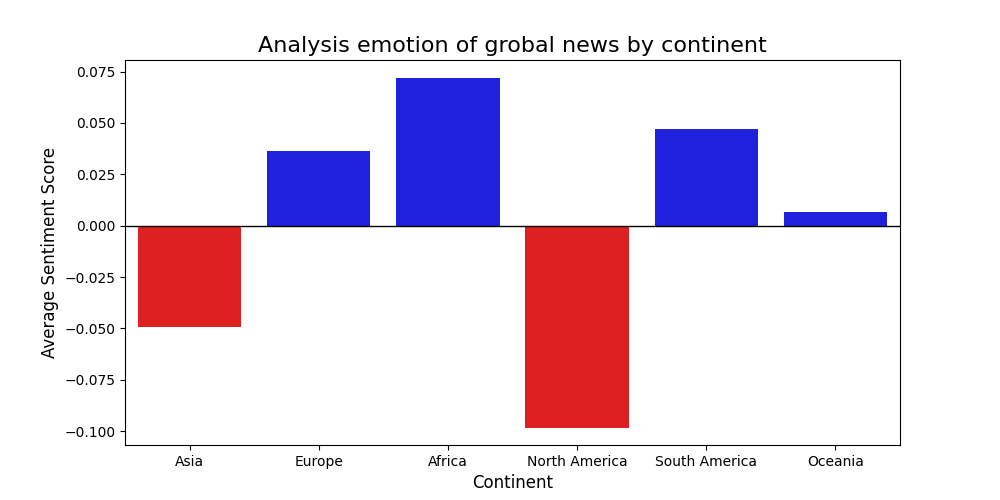 Analysis emotion of grobal news by continent
0.075
0.050
0.025
0.000
−0.025
−0.050
−0.075
−0.100
Average Sentiment Score
Asia Europe Africa North America South America Oceania
Continent